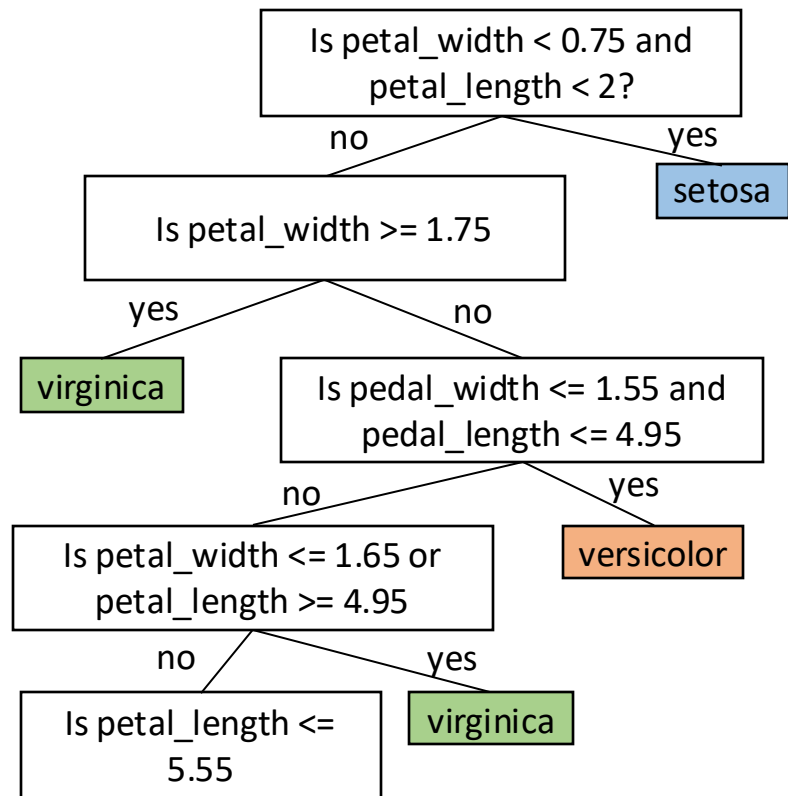 Is petal_width < 0.75 and
petal_length < 2?
no
yes
setosa
Is petal_width >= 1.75
yes
no
virginica
Is pedal_width <= 1.55 and
pedal_length <= 4.95
no
yes
Is petal_width <= 1.65 or
petal_length >= 4.95
versicolor
no
yes
Is petal_length <=
5.55
virginica